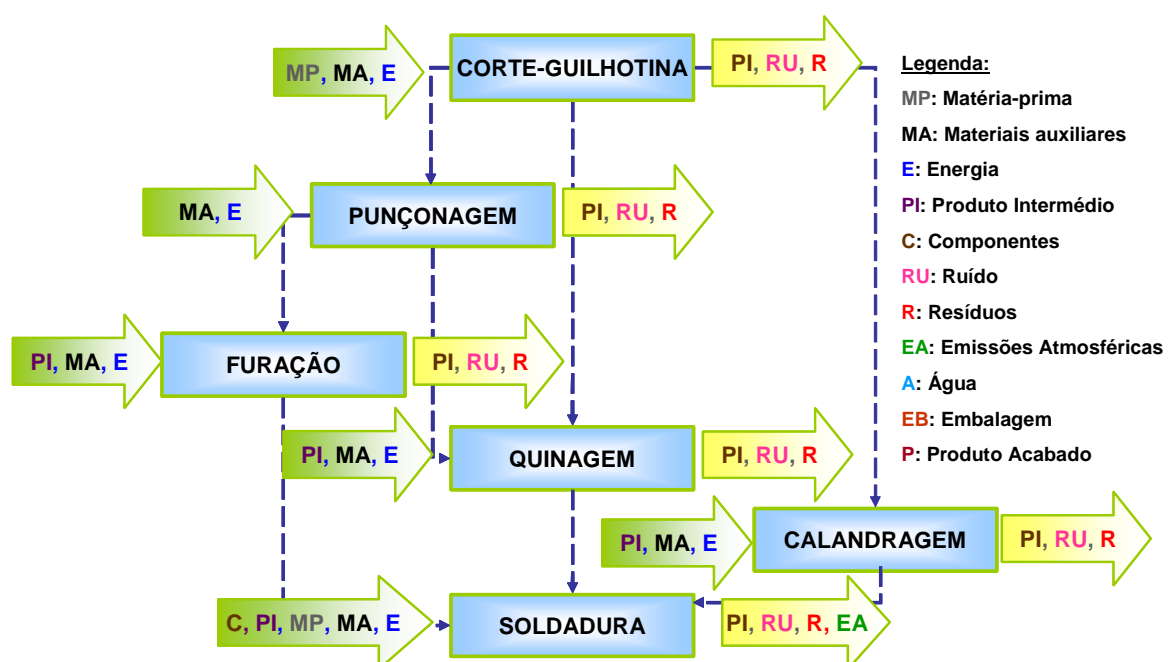 MP, MA, E
CORTE-GUILHOTINA
PI, RU, R
MA, E
PUNÇONAGEM
PI, RU, R
PI, MA, E
FURAÇÃO
PI, RU, R
PI, MA, E
QUINAGEM
PI, RU, R
PI, MA, E
CALANDRAGEM
PI, RU, R
C, PI, MP, MA, E
SOLDADURA
PI, RU, R, EA
Legenda:
MP: Matéria-prima
MA: Materiais auxiliares
E: Energia
PI: Produto Intermédio
C: Componentes
RU: Ruído
R: Resíduos
EA: Emissões Atmosféricas
A: Água
EB: Embalagem
P: Produto Acabado